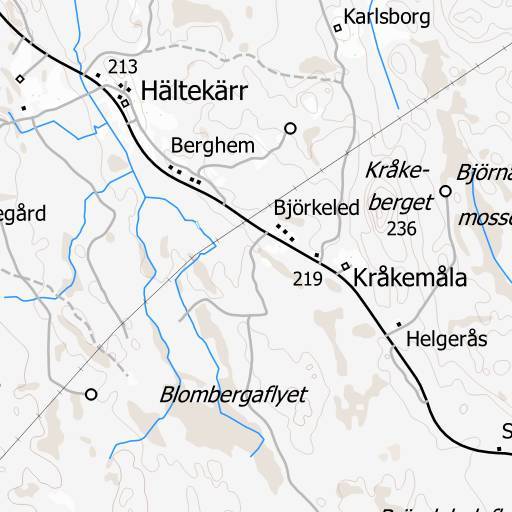 Karlsborg
213
Hältekärr
Berghem
Kråke-
berget
236
Björna
mosse
egård
Björkeled
219
Kråkemåla
Helgerås
Blombergaflyet
S